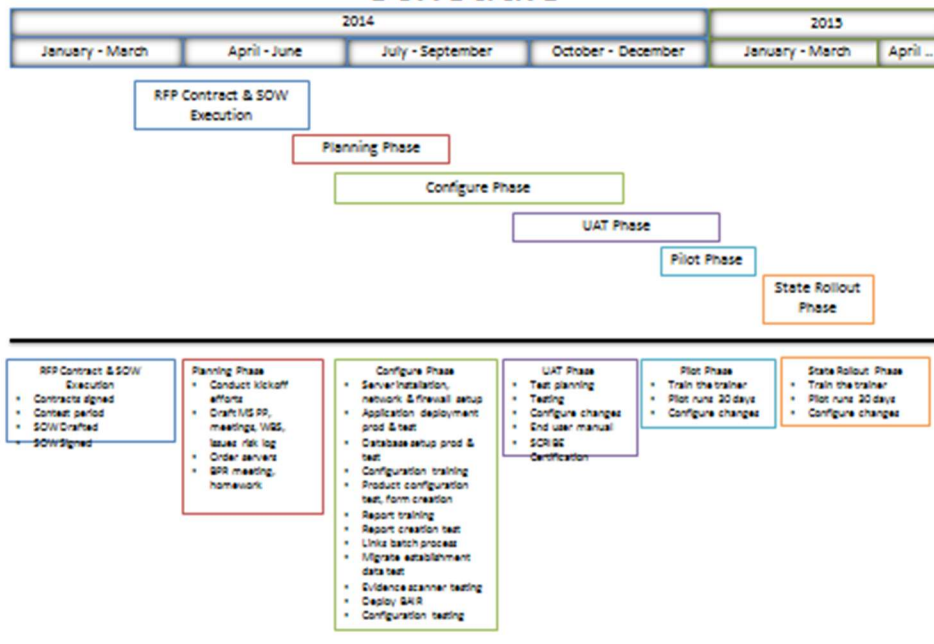 2014
2015
January - March
April - June
July - September
October - December
January - March
April ...
RFP Contract & SOW
Execution
Planning Phase
Configure Phase
UAT Phase
Pilot Phase
State Rollout
Phase
RFP Contract & SOW
Execution
• Contracts signed
• Contest period
• SOW Drafted
• SOW Signed
Planning Phase
• Conduct kickoff
efforts
• Draft MS PP,
meetings, WBS,
issues risk log
• Order servers
• BPR meeting,
homework
Configure Phase
• Server installation,
network & firewall setup
• Application deployment
prod & test
• Database setup prod &
test
• Configuration training
• Product configuration
test, form creation
• Report training
• Report creation test
• Links batch process
• Migrate establishment
data test
• Evidence scanner testing
• Deploy BAIR
• Configuration testing
UAT Phase
• Test planning
• Testing
• Configure changes
• End user manual
• SCRIBE
Certification
Pilot Phase
• Train the trainer
• Pilot runs 30 days
• Configure changes
State Rollout Phase
• Train the trainer
• Pilot runs 30 days
• Configure changes